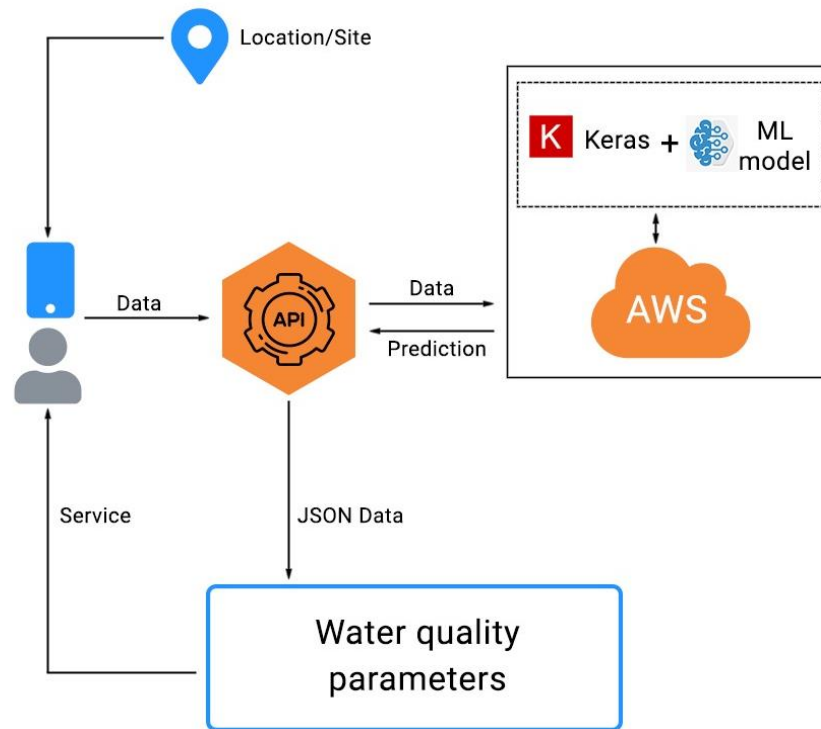 Location/Site
K Keras + ML
model
AWS
Data
API
Data
Prediction
Service
JSON Data
Water quality
parameters